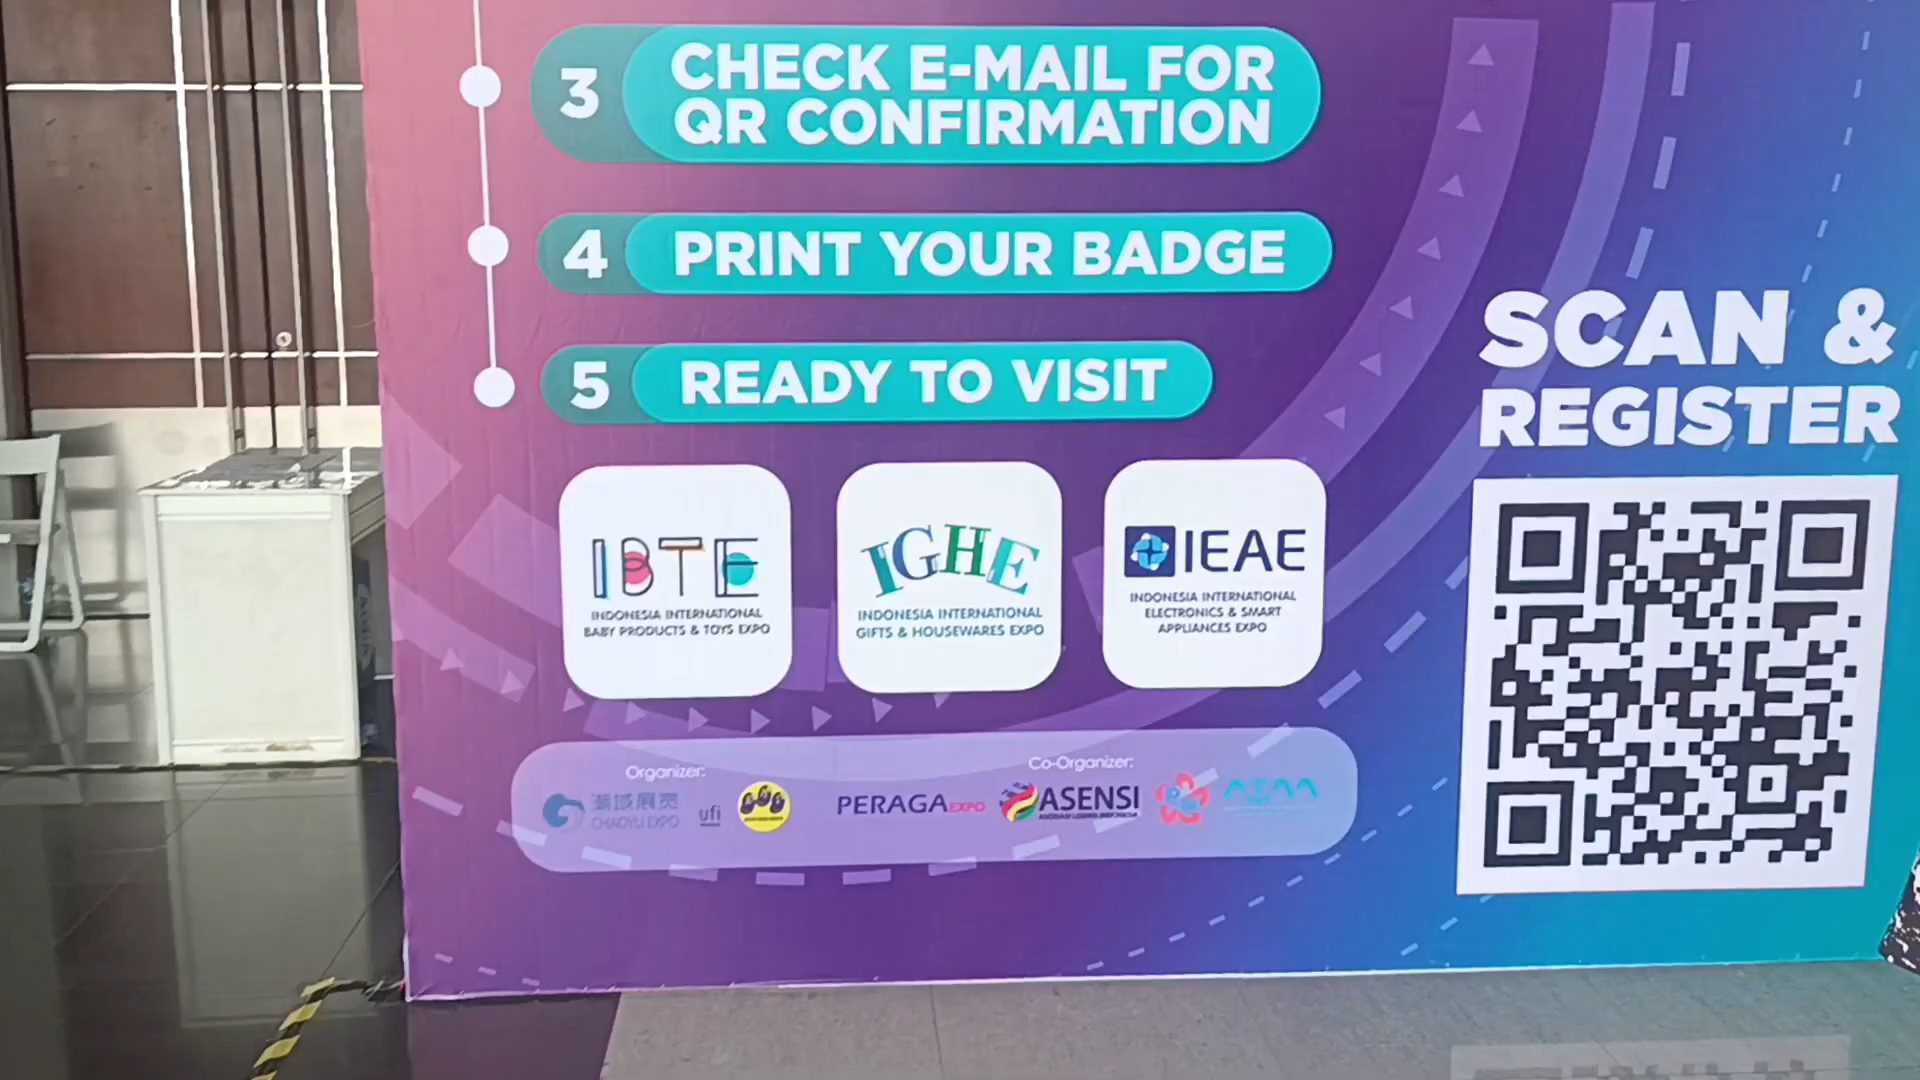 3
CHECK E-MAIL FOR
QR CONFIRMATION
4
PRINT YOUR BADGE
5
READY TO VISIT
SCAN &
REGISTER
IBTE
INDONESIA INTERNATIONAL
BABY PRODUCTS & TOYS EXPO
IGHE
INDONESIA INTERNATIONAL
GIFTS & HOUSEWARES EXPO
IEAE
INDONESIA INTERNATIONAL
ELECTRONICS & SMART
APPLIANCES EXPO
Organizer:
潮域展览
CHAOYU EXPO
ufi
Co-Organizer:
PERAGA EXPO
ASENSI